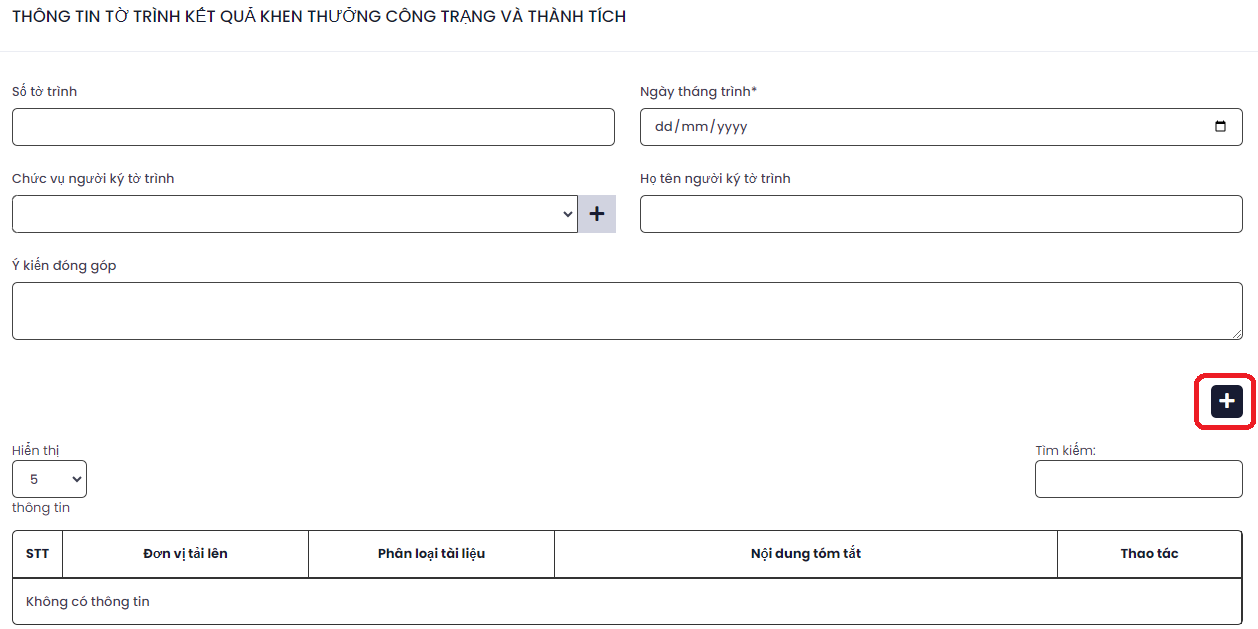 THÔNG TIN TỜ TRÌNH KẾT QUẢ KHEN THƯỞNG CÔNG TRẠNG VÀ THÀNH TÍCH
Số tờ trình
Ngày tháng trình*
dd/mm/yyyy
Chức vụ người ký tờ trình
Họ tên người ký tờ trình
+
Ý kiến đóng góp
+
Hiển thị
Tìm kiếm:
5
thông tin
STT Đơn vị tải lên Phân loại tài liệu Nội dung tóm tắt Thao tác
Không có thông tin